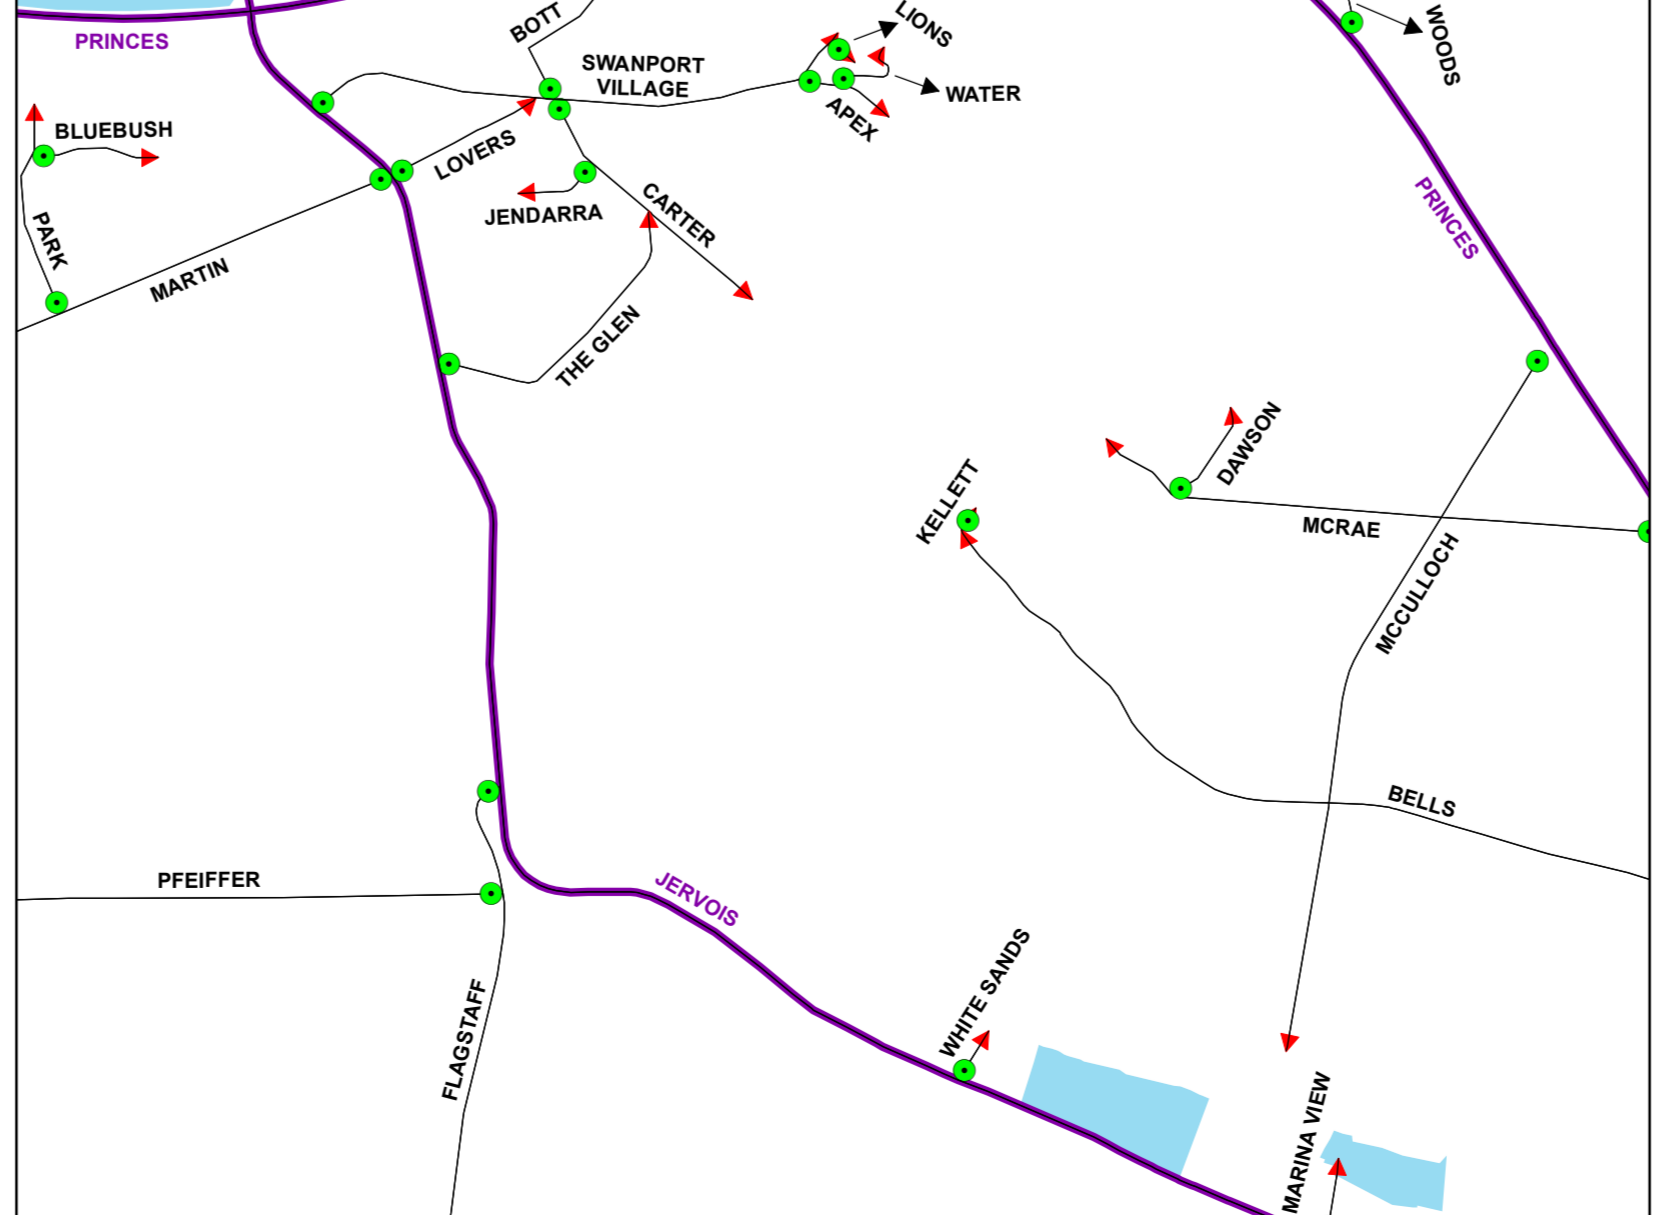 PRINCES
BOTT
LIONS
WOODS
SWANPORT
VILLAGE
WATER
APEX
BLUEBUSH
LOVERS
JENDARRA
CARTER
PARK
MARTIN
PRINCES
THE GLEN
DAWSON
KELLETT
MCRAE
MCCULLOCH
BELLS
PFEIFFER
JERVOIS
WHITE SANDS
FLAGSTAFF
MARINA VIEW